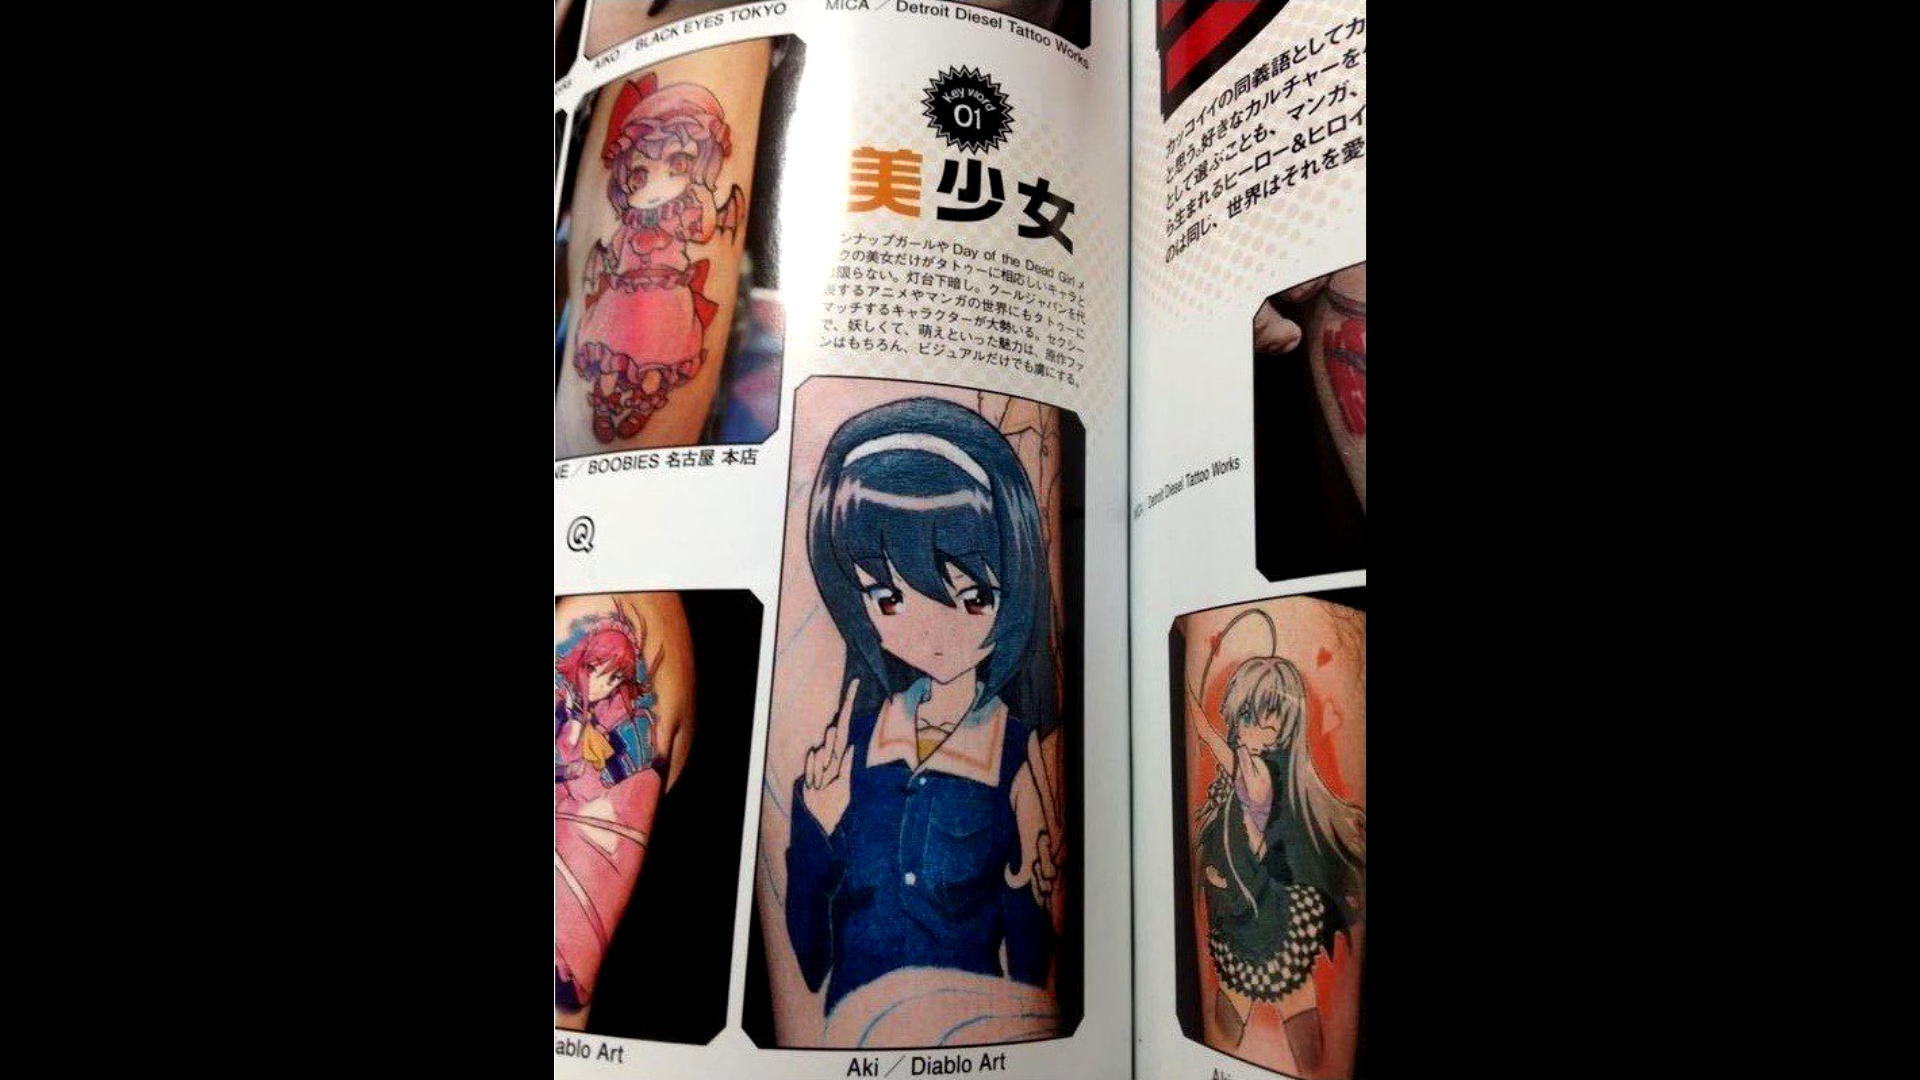 AIKO / BLACK EYES TOKYO
MICA / Detroit Diesel Tattoo Works
Key word
01
美少女
ンナップガールや Day of the Dead Girl メ
クの美女だけがタトゥーに相応しいキャラと
限らない。灯台下暗し。クールジャパンを代
表するアニメやマンガの世界にもタトゥーに
マッチするキャラクターが大勢いる。セクシー
で、妖しくて、萌えといった魅力は、原作ファ
ンはもちろん、ビジュアルだけでも虜にする。
NE / BOOBIES 名古屋 本店
Q
ablo Art
Aki / Diablo Art
カッコイイの同義語としてカ
と思う。好きなカルチャーを
として選ぶことも、マンガ、
ら生まれるヒーロー&ヒロイ
のは同じ、世界はそれを愛
MICA / Detroit Diesel Tattoo Works